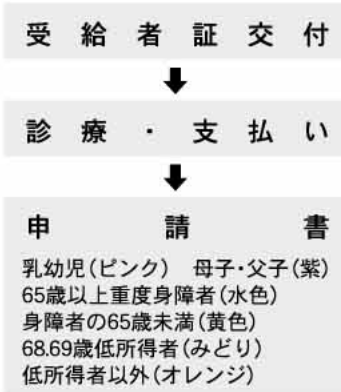 受給者証交付
診療・支払い
申請書
乳幼児(ピンク) 母子・父子(紫)
65歳以上重度身障者(水色)
身障者の65歳未満(黄色)
68.69歳低所得者(みどり)
低所得者以外(オレンジ)